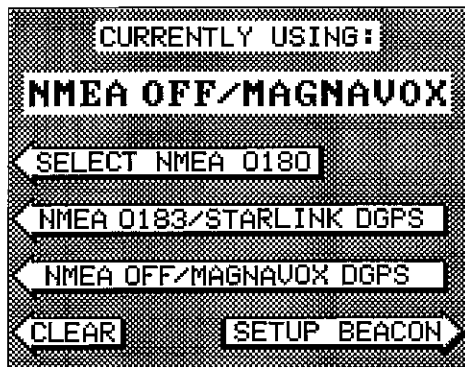 CURRENTLY USING:
NMEA OFF/MAGNAVOX
SELECT NMEA 0180
NMEA 0183/STARLINK DGPS
NMEA OFF/MAGNAVOX DGPS
CLEAR SETUP BEACON